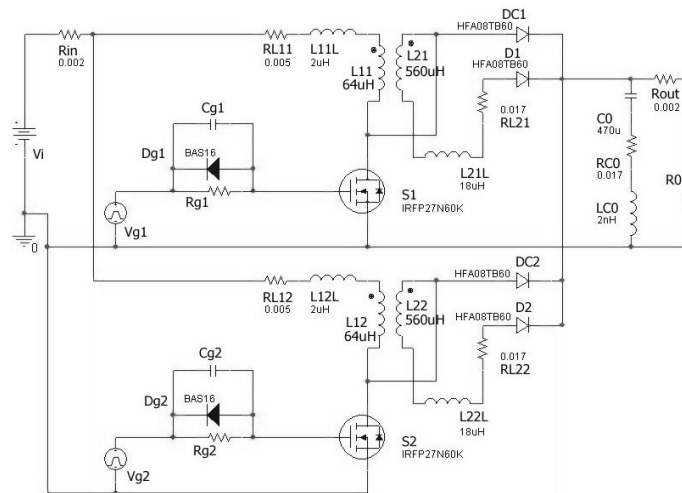 DC1
HFA08TB60
Rin
0.002
RL11
0.005
L11L
2uH
L11
64uH
L21
560uH
D1
HFA08TB60
0.017
RL21
Rout
0.002
C0
470u
RC0
0.017
LC0
2nH
R0
Cg1
Dg1
BAS16
Rg1
Vi
0
Vg1
L21L
18uH
S1
IRFP27N60K
DC2
HFA08TB60
RL12
0.005
L12L
2uH
L12
64uH
L22
560uH
D2
HFA08TB60
0.017
RL22
Cg2
Dg2
BAS16
Rg2
Vg2
L22L
18uH
S2
IRFP27N60K